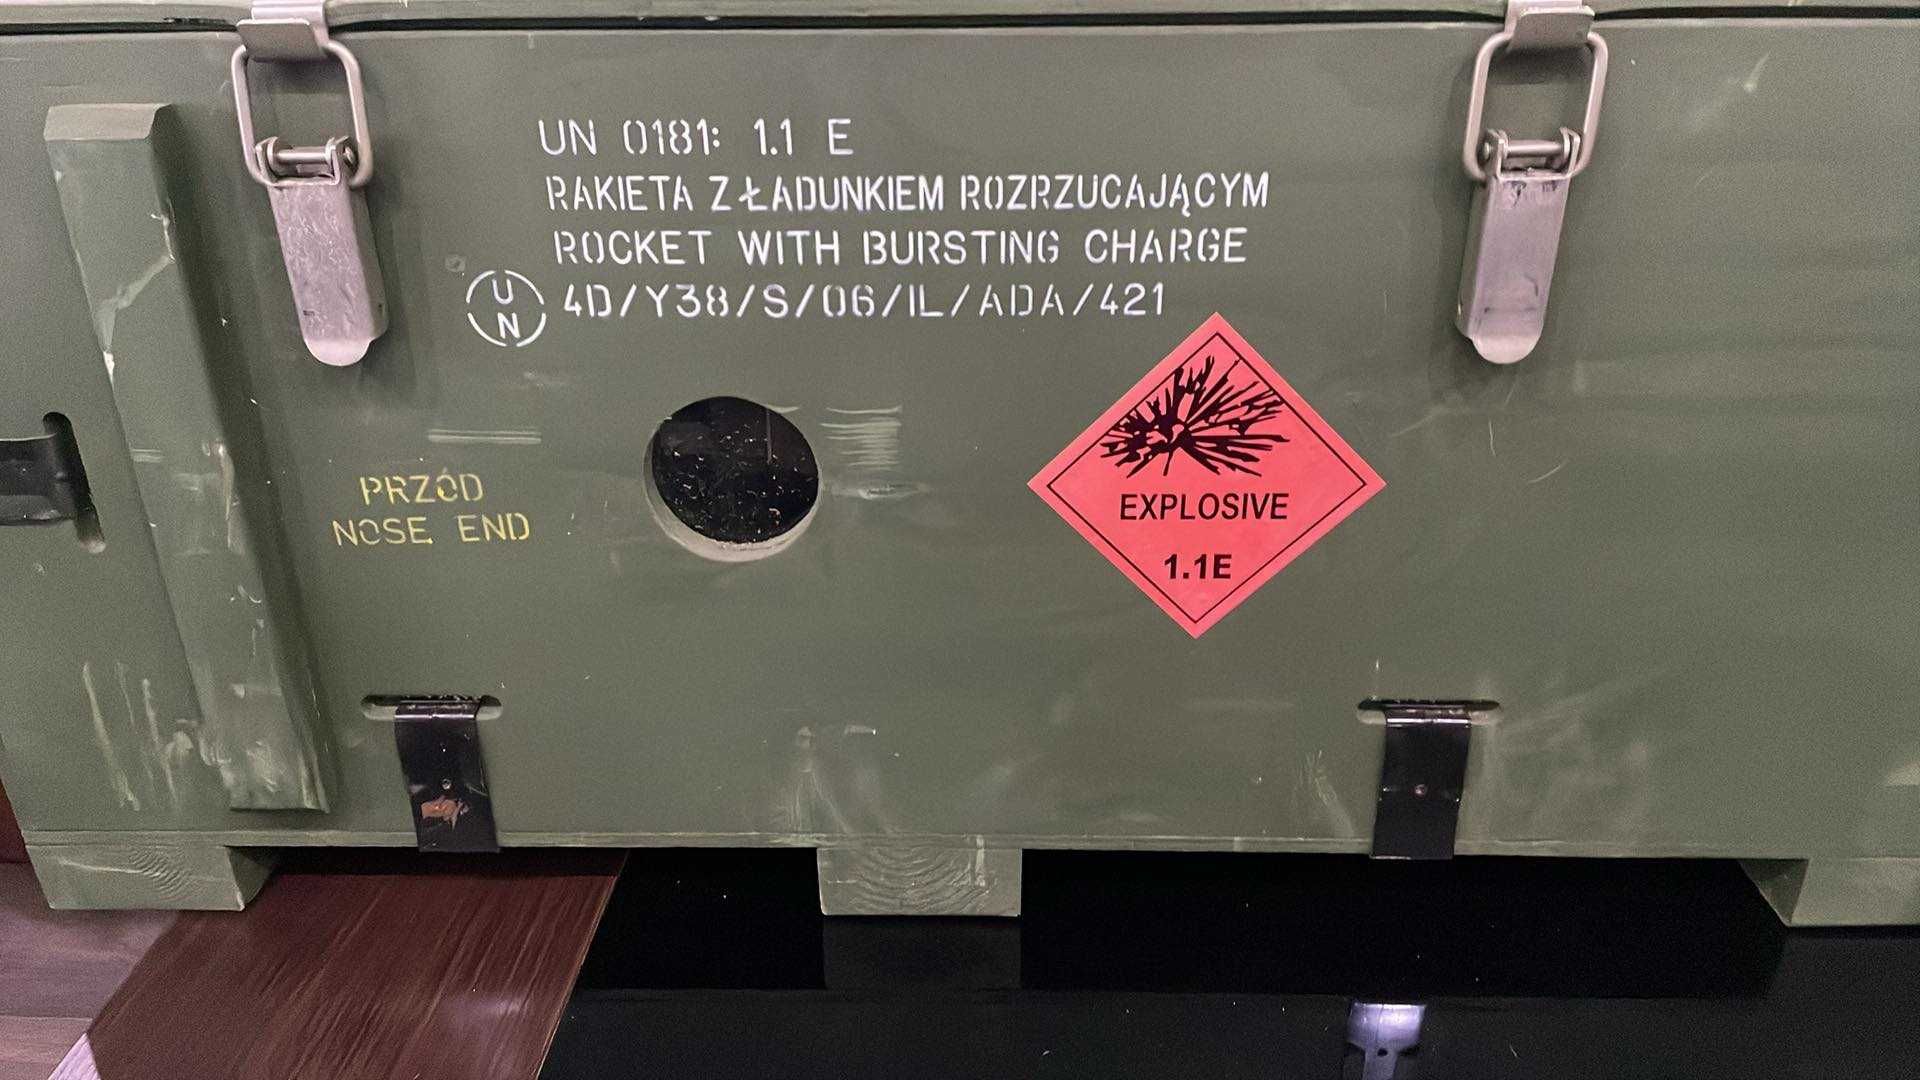 UN 0181: 1.1 E
RAKIETA Z ŁADUNKIEM ROZRZUCAJĄCYM
ROCKET WITH BURSTING CHARGE
UN 4D/Y38/S/06/IL/ADA/421
PRZÓD
NOSE END
EXPLOSIVE
1.1E